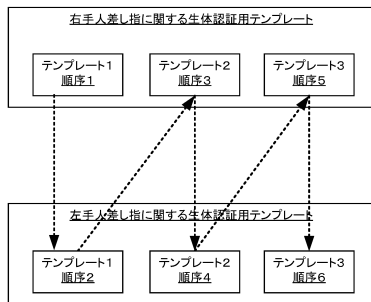 右手人差し指に関する生体認証用テンプレート
テンプレート1
順序1
テンプレート2
順序3
テンプレート3
順序5
左手人差し指に関する生体認証用テンプレート
テンプレート1
順序2
テンプレート2
順序4
テンプレート3
順序6